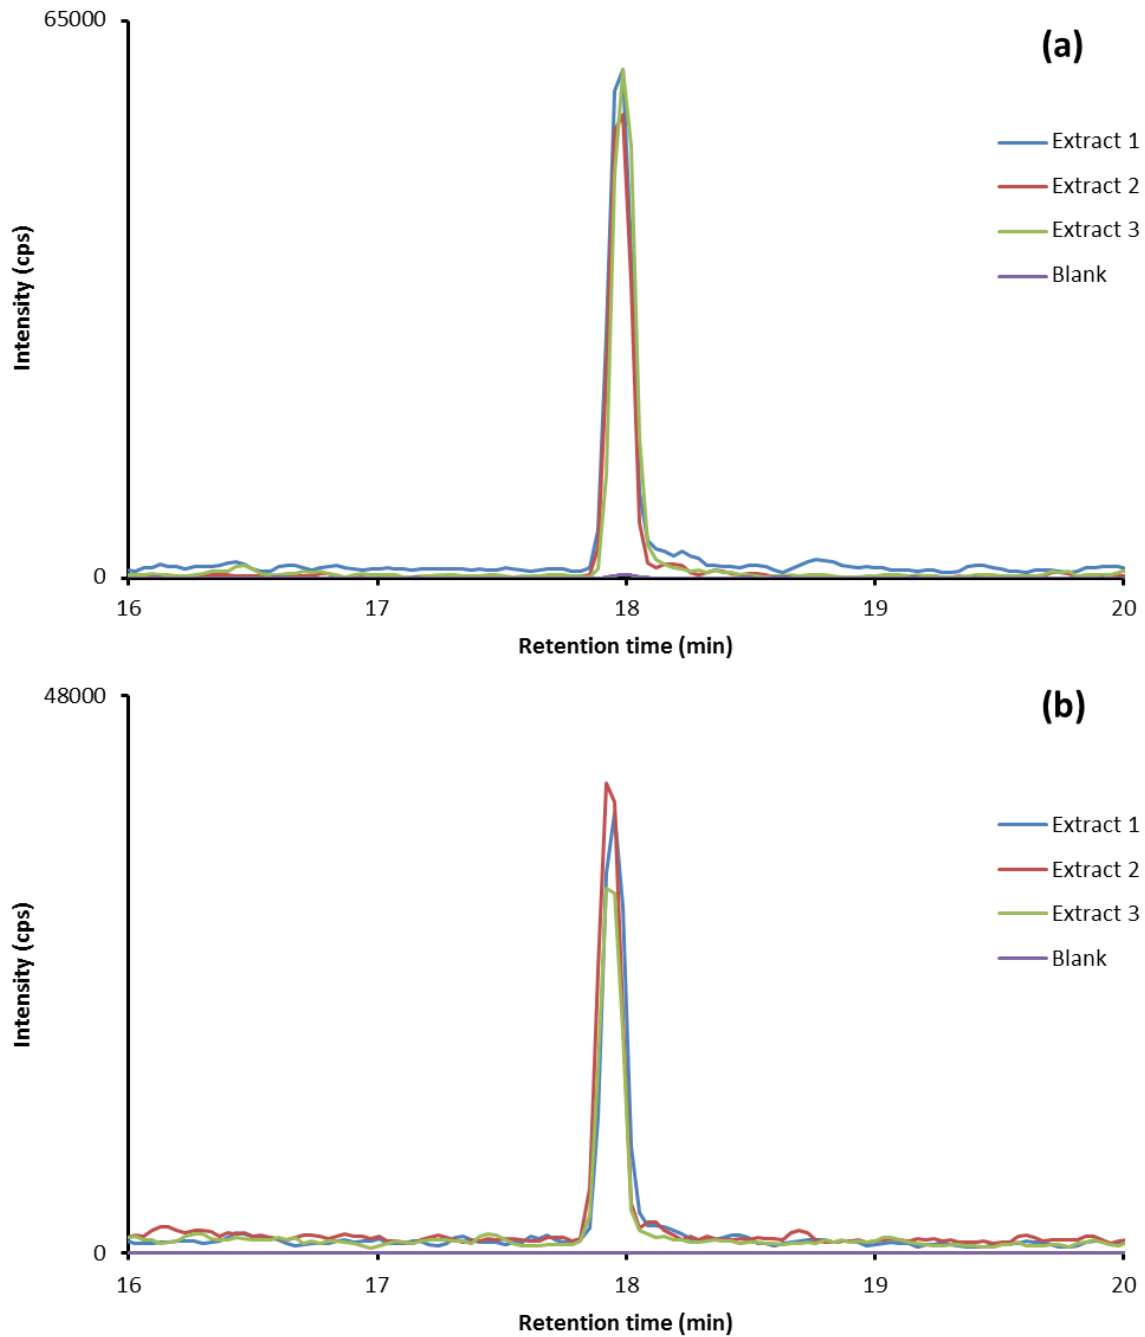 65000
(a)
Extract 1
Extract 2
Extract 3
Blank
Intensity (cps)
0
16 17 18 19 20
Retention time (min)
48000
(b)
Extract 1
Extract 2
Extract 3
Blank
Intensity (cps)
0
16 17 18 19 20
Retention time (min)